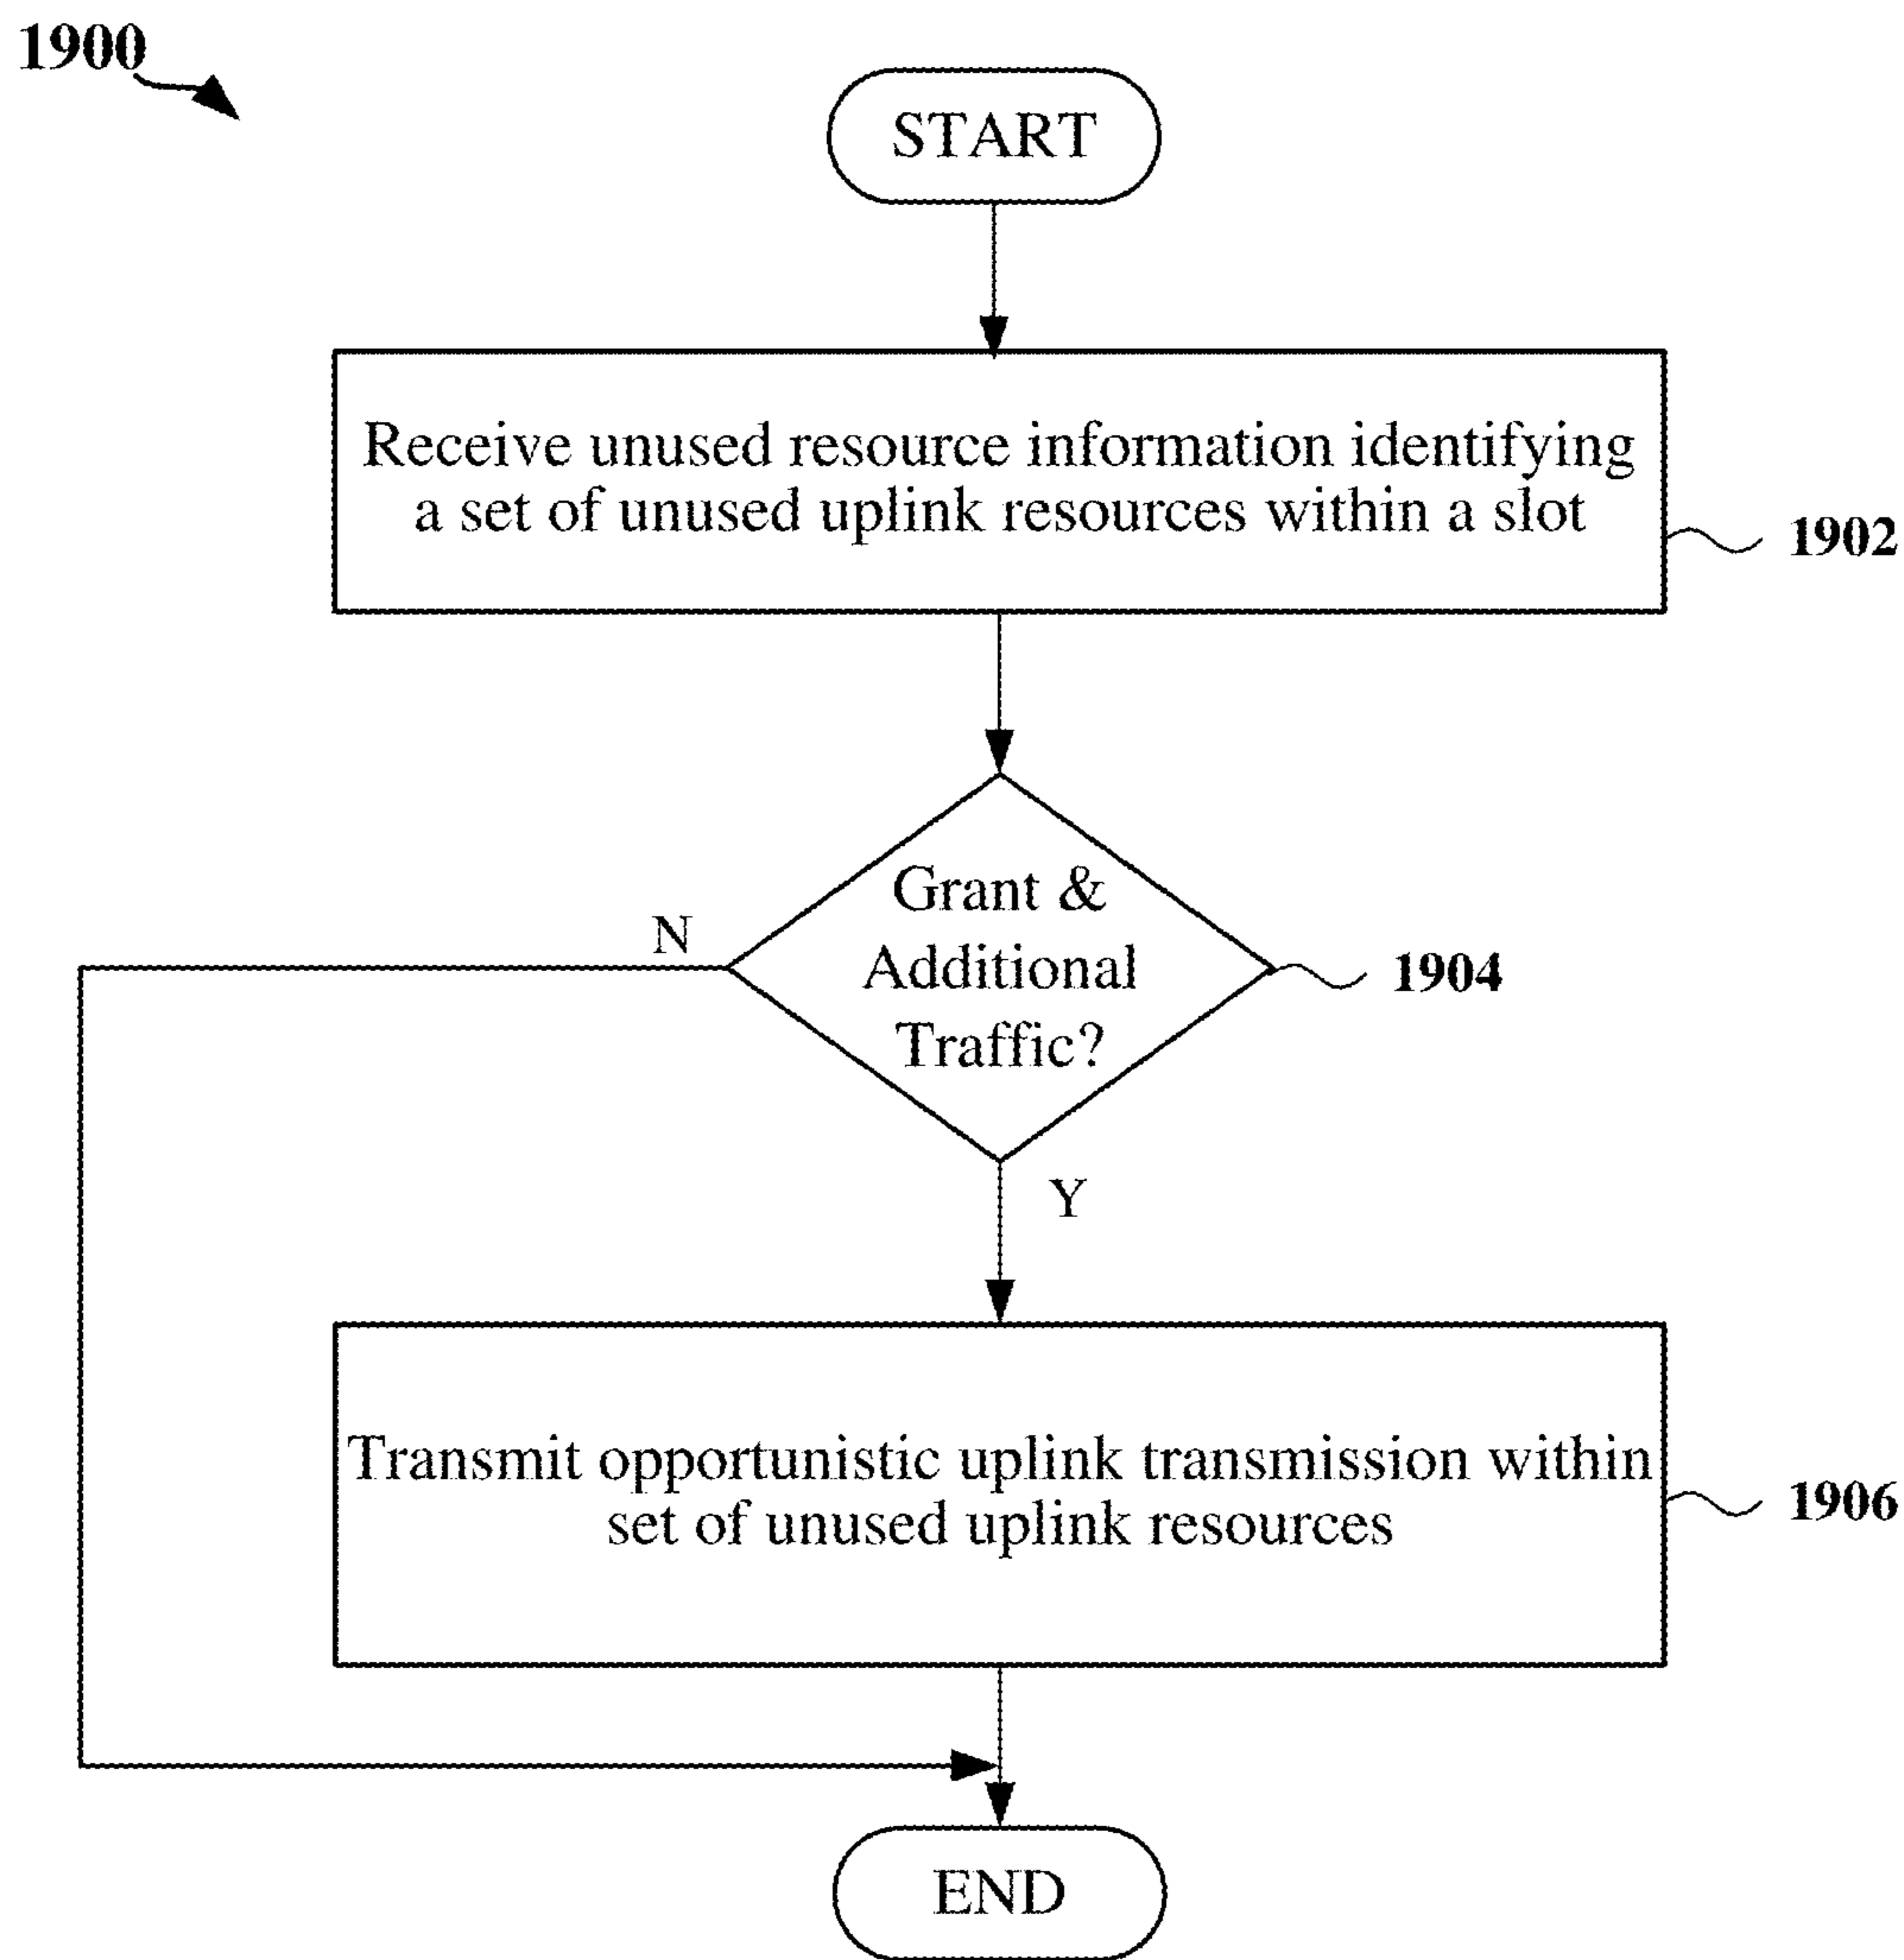 1900
START
Receive unused resource information identifying
a set of unused uplink resources within a slot
1902
Grant &
Additional
Traffic?
N
1904
Y
Transmit opportunistic uplink transmission within
set of unused uplink resources
1906
END